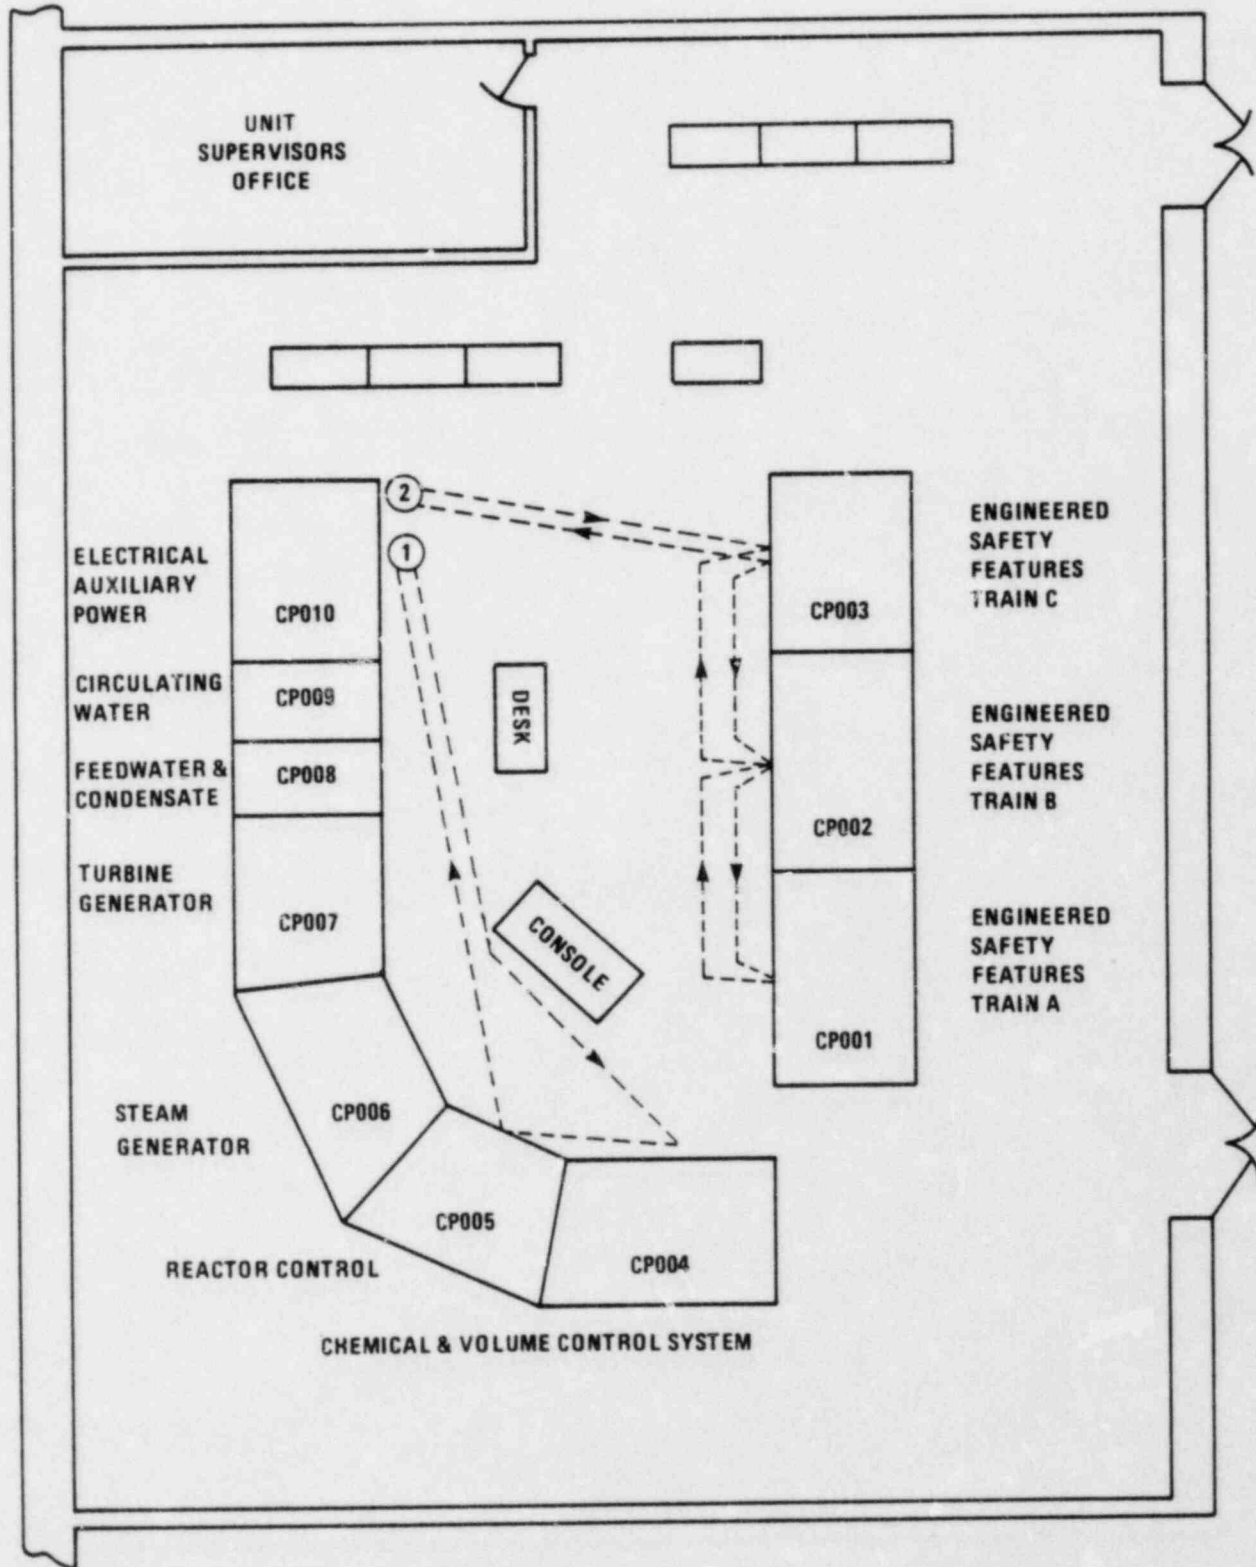 UNIT
SUPERVISORS
OFFICE
2
1
ELECTRICAL
AUXILIARY
POWER
CP010
CIRCULATING
WATER
CP009
FEEDWATER &
CONDENSATE
CP008
TURBINE
GENERATOR
CP007
STEAM
GENERATOR
CP006
REACTOR CONTROL
CP005
CP004
CHEMICAL & VOLUME CONTROL SYSTEM
DESK
CONSOLE
CP003
ENGINEERED
SAFETY
FEATURES
TRAIN C
CP002
ENGINEERED
SAFETY
FEATURES
TRAIN B
CP001
ENGINEERED
SAFETY
FEATURES
TRAIN A